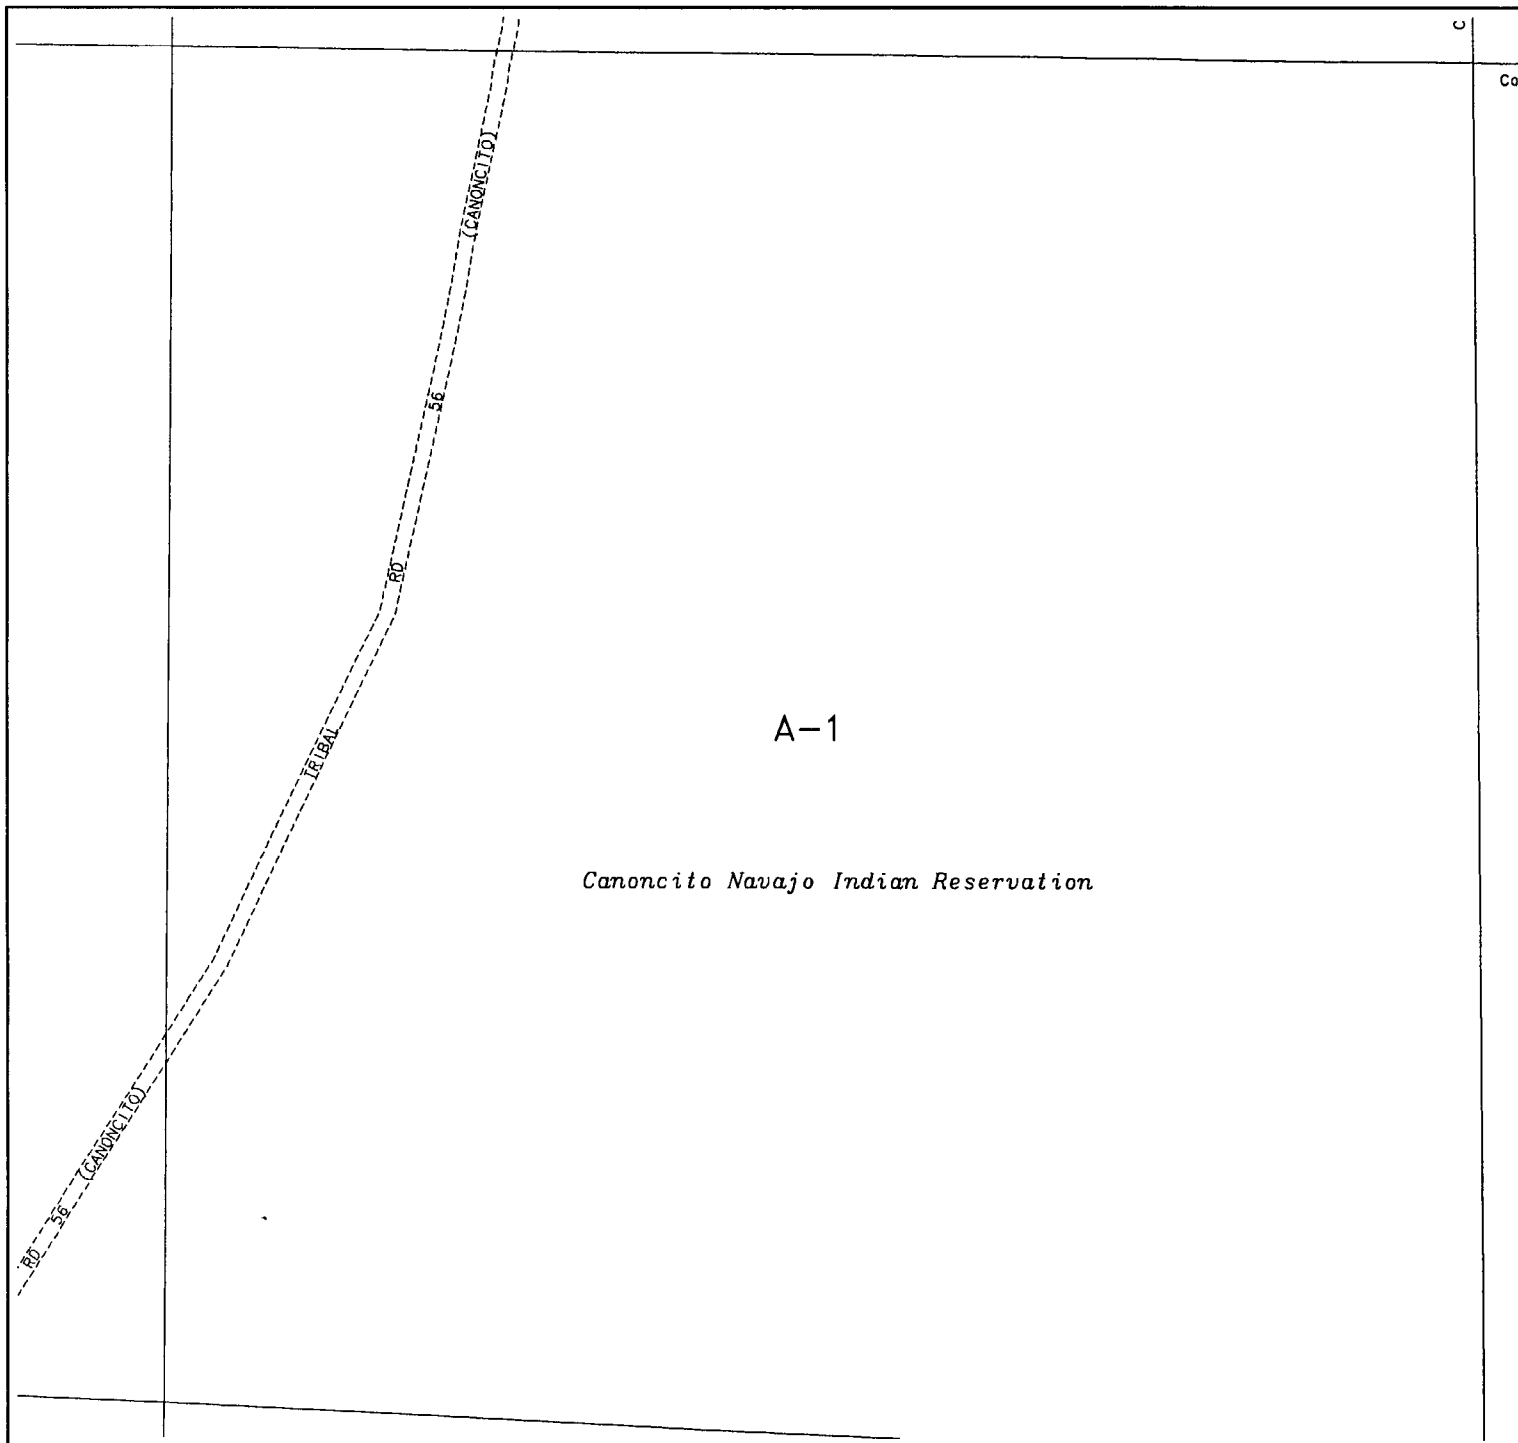 C
Co
(CANONCITO)
56
RD
TRIBAL
A-1
Canoncito Navajo Indian Reservation
(CANONCITO)
56
RD